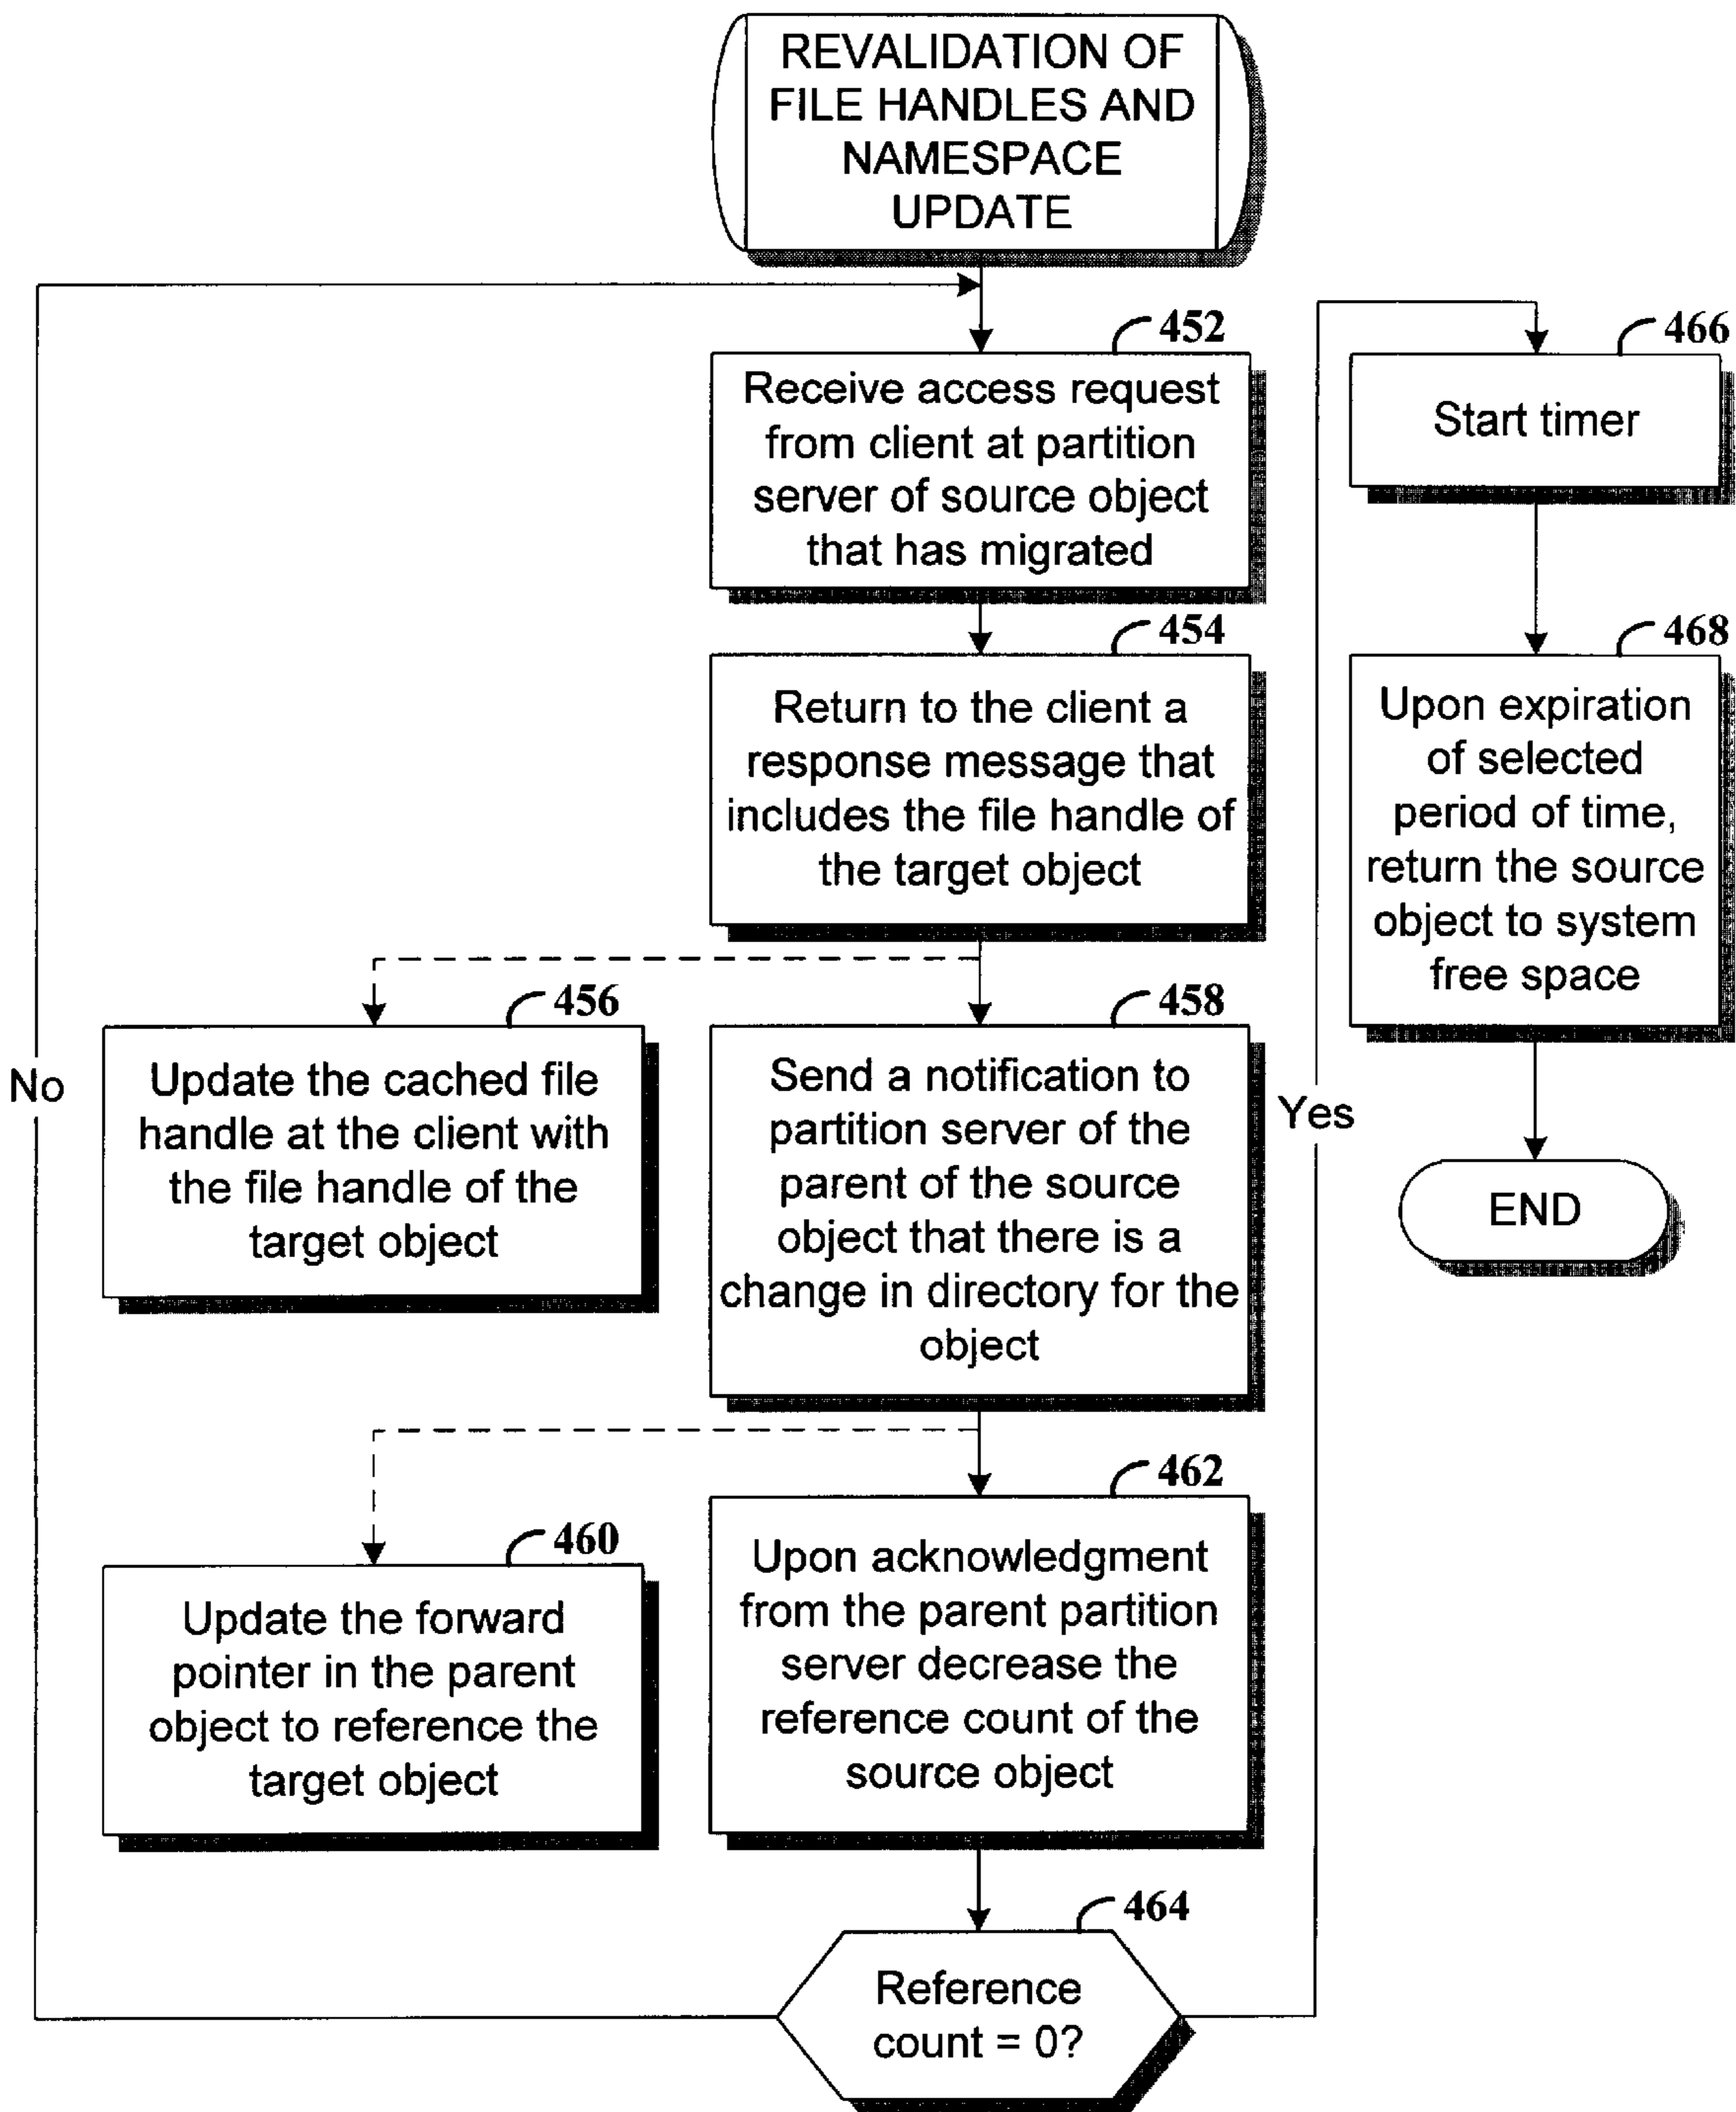 REVALIDATION OF
FILE HANDLES AND
NAMESPACE
UPDATE
452
Receive access request
from client at partition
server of source object
that has migrated
454
Return to the client a
response message that
includes the file handle of
the target object
456
Update the cached file
handle at the client with
the file handle of the
target object
458
Send a notification to
partition server of the
parent of the source
object that there is a
change in directory for the
object
460
Update the forward
pointer in the parent
object to reference the
target object
462
Upon acknowledgment
from the parent partition
server decrease the
reference count of the
source object
464
Reference
count = 0?
No
Yes
466
Start timer
468
Upon expiration
of selected
period of time,
return the source
object to system
free space
END